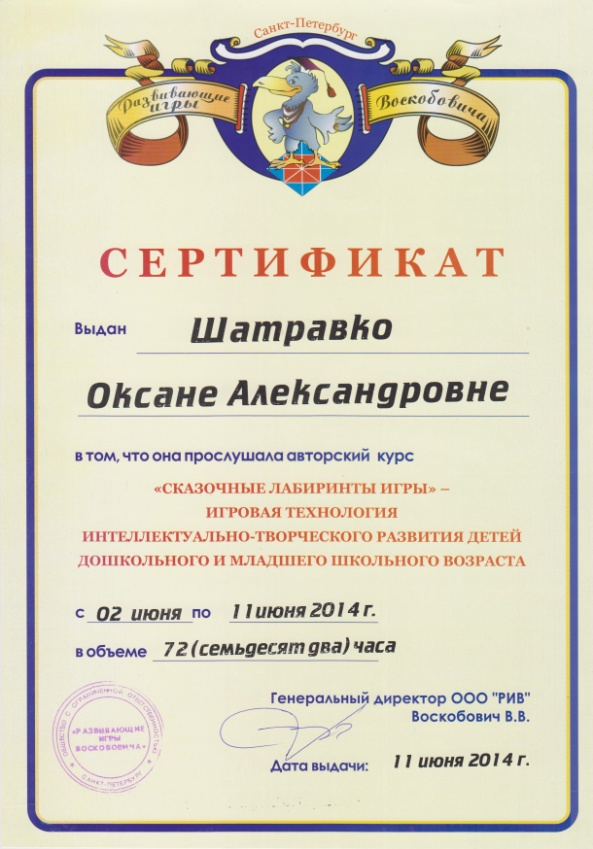 Санкт-Петербург
Развивающие игры Воскобовича
СЕРТИФИКАТ
Выдан Шатравко
Оксане Александровне
в том, что она прослушала авторский курс
«СКАЗОЧНЫЕ ЛАБИРИНТЫ ИГРЫ» –
ИГРОВАЯ ТЕХНОЛОГИЯ
ИНТЕЛЛЕКТУАЛЬНО-ТВОРЧЕСКОГО РАЗВИТИЯ ДЕТЕЙ
ДОШКОЛЬНОГО И МЛАДШЕГО ШКОЛЬНОГО ВОЗРАСТА
с 02 июня по 11 июня 2014 г.
в объеме 72 (семьдесят два) часа
Генеральный директор ООО "РИВ"
Воскобович В.В.
Дата выдачи: 11 июня 2014 г.
ОБЩЕСТВО С ОГРАНИЧЕННОЙ ОТВЕТСТВЕННОСТЬЮ
«РАЗВИВАЮЩИЕ
ИГРЫ
ВОСКОБОВИЧА»
САНКТ-ПЕТЕРБУРГ